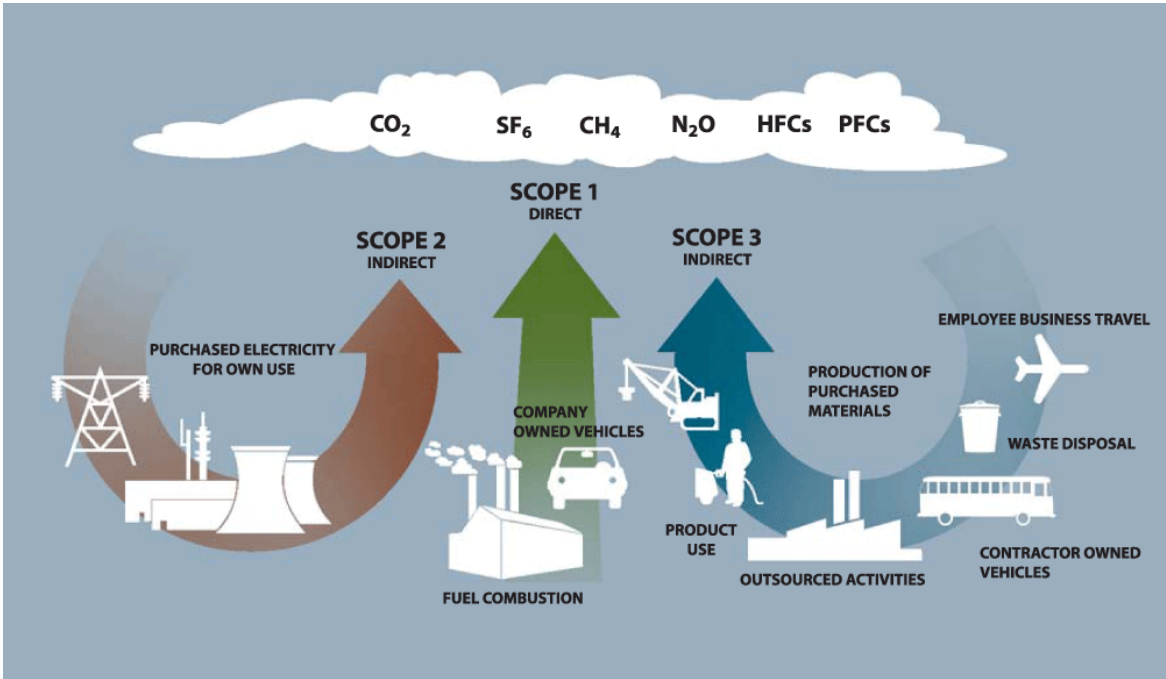 CO₂ SF₆ CH₄ N₂O HFCs PFCs
SCOPE 1
DIRECT
SCOPE 2
INDIRECT
SCOPE 3
INDIRECT
PURCHASED ELECTRICITY
FOR OWN USE
COMPANY
OWNED VEHICLES
FUEL COMBUSTION
EMPLOYEE BUSINESS TRAVEL
PRODUCTION OF
PURCHASED
MATERIALS
WASTE DISPOSAL
PRODUCT
USE
CONTRACTOR OWNED
VEHICLES
OUTSOURCED ACTIVITIES